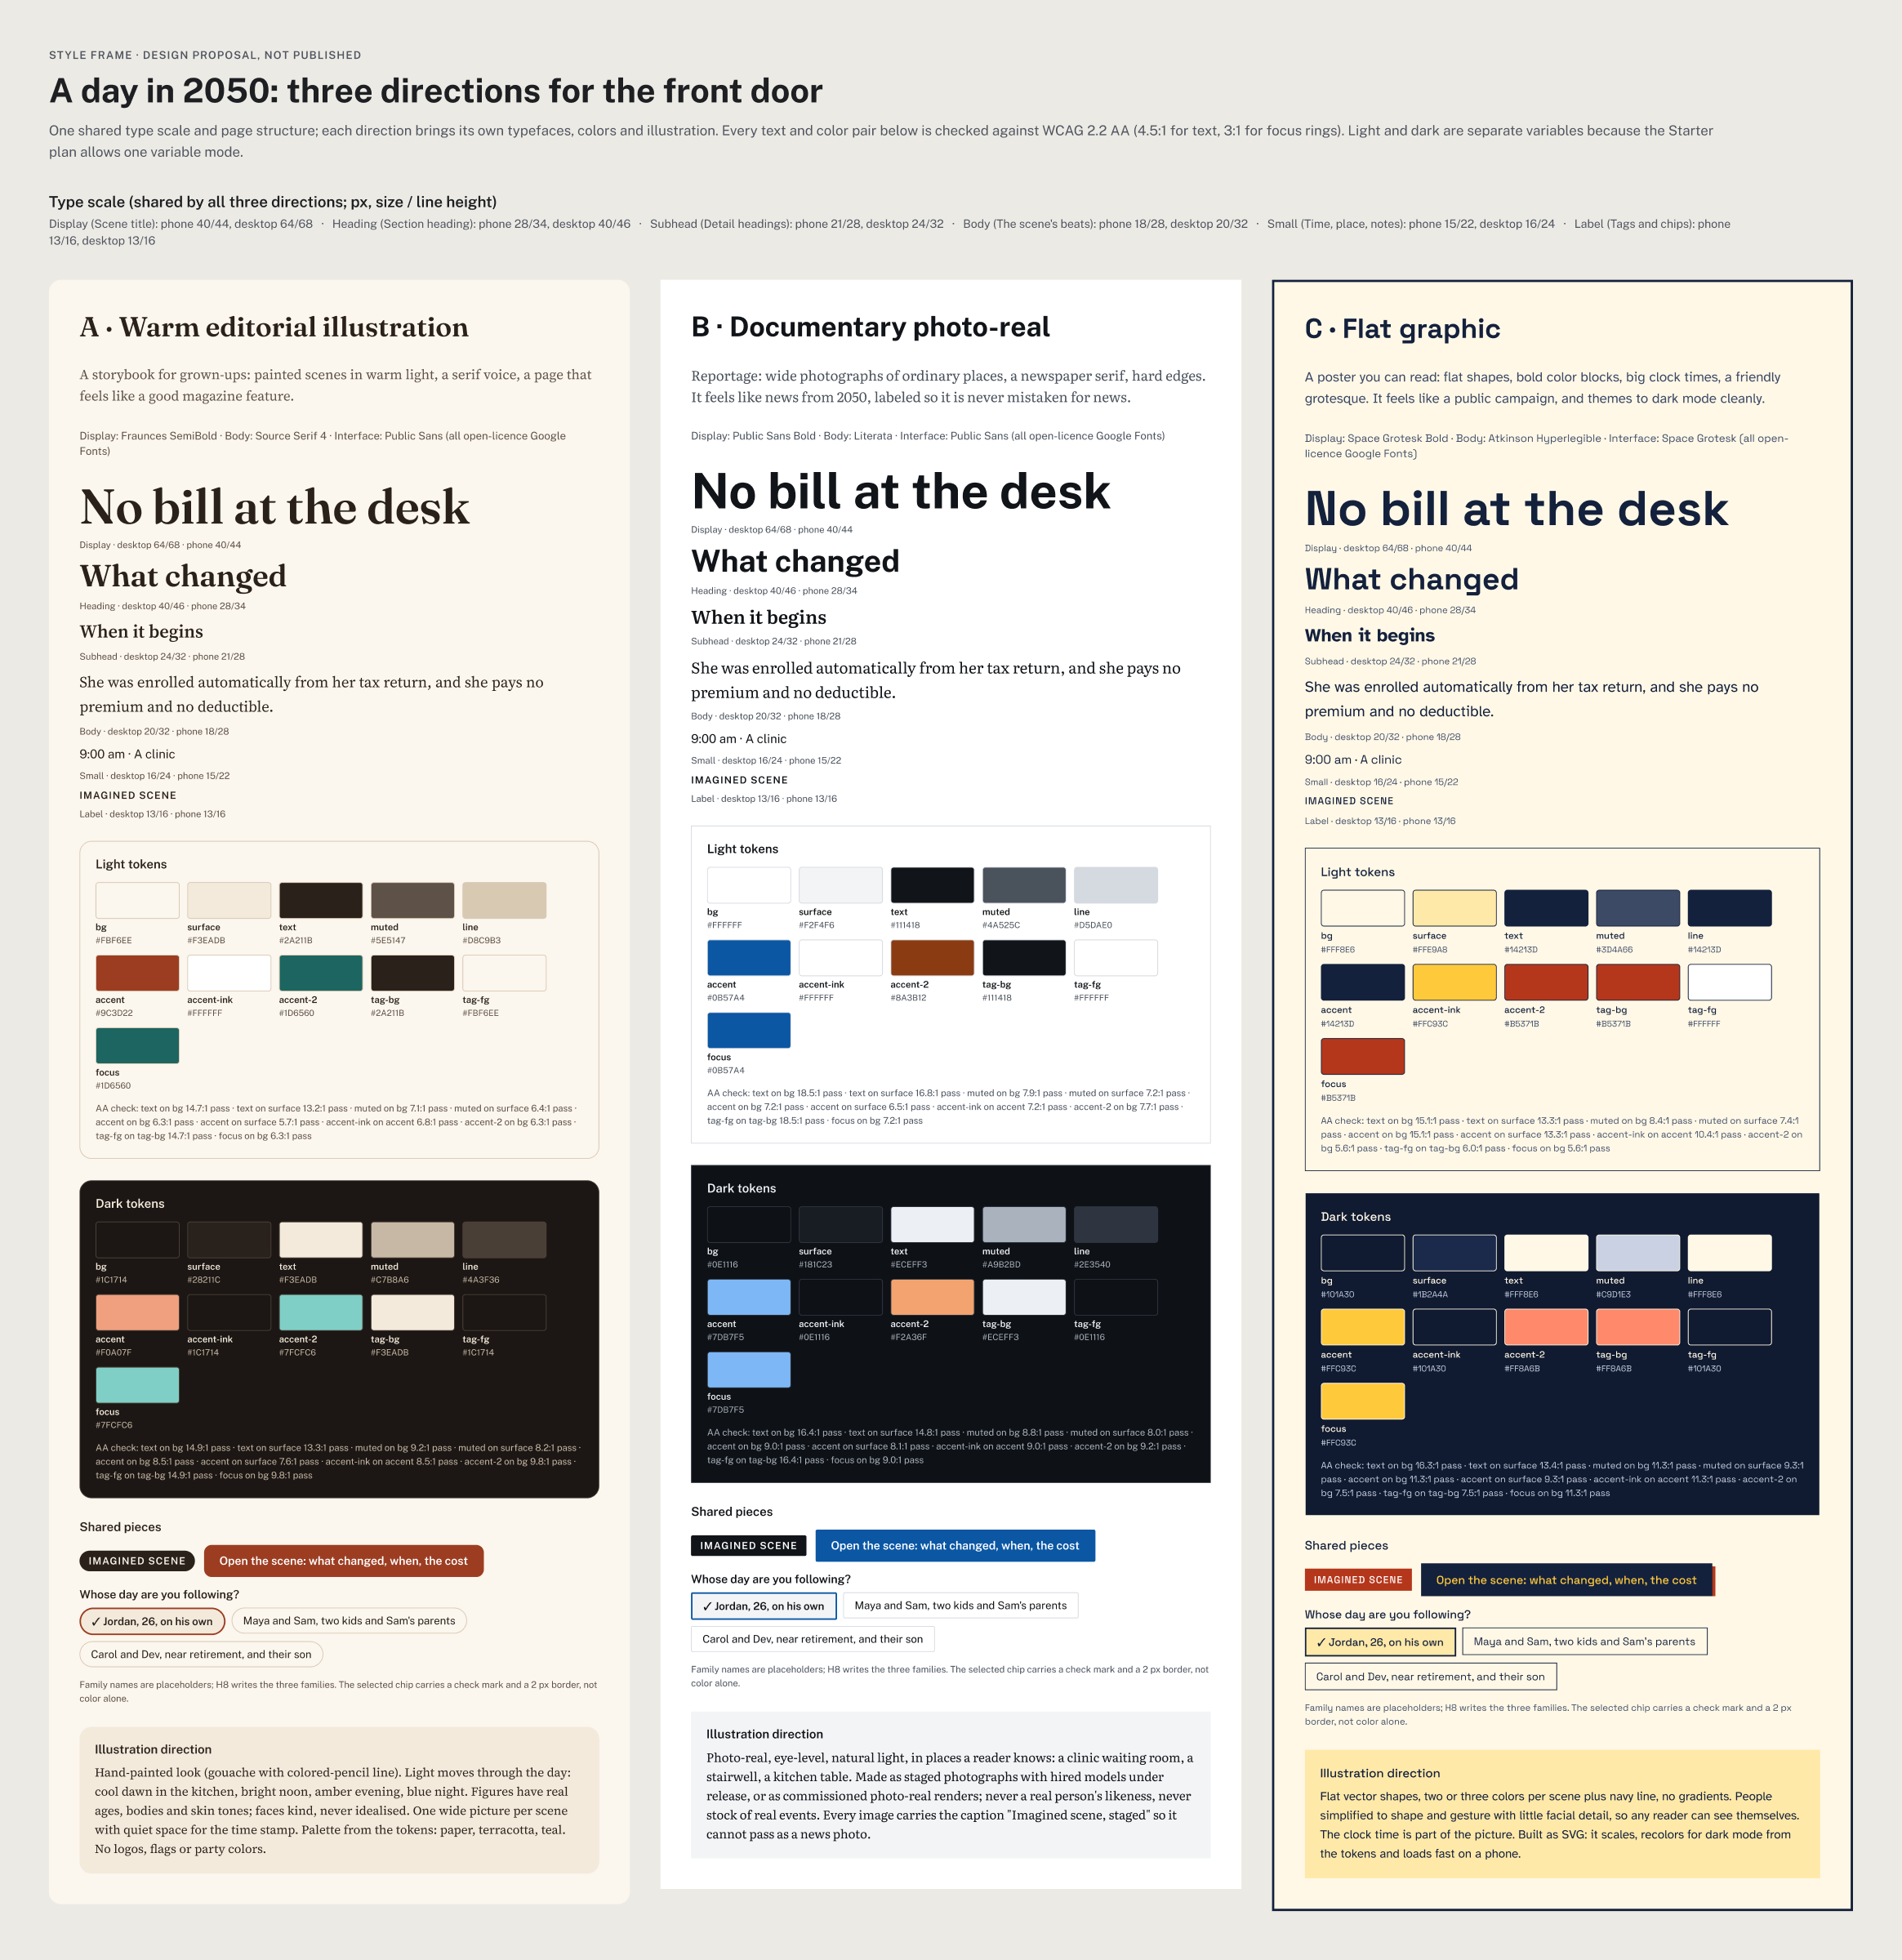 STYLE FRAME · DESIGN PROPOSAL, NOT PUBLISHED
A day in 2050: three directions for the front door
One shared type scale and page structure; each direction brings its own typefaces, colors and illustration. Every text and color pair below is checked against WCAG 2.2 AA (4.5:1 for text, 3:1 for focus rings). Light and dark are separate variables because the Starter
plan allows one variable mode.
Type scale (shared by all three directions; px, size / line height)
Display (Scene title): phone 40/44, desktop 64/68 · Heading (Section heading): phone 28/34, desktop 40/46 · Subhead (Detail headings): phone 21/28, desktop 24/32 · Body (The scene's beats): phone 18/28, desktop 20/32 · Small (Time, place, notes): phone 15/22, desktop 16/24 · Label (Tags and chips): phone
13/16, desktop 13/16
A · Warm editorial illustration
A storybook for grown-ups: painted scenes in warm light, a serif voice, a page that
feels like a good magazine feature.
Display: Fraunces SemiBold · Body: Source Serif 4 · Interface: Public Sans (all open-licence Google
Fonts)
No bill at the desk
Display · desktop 64/68 · phone 40/44
What changed
Heading · desktop 40/46 · phone 28/34
When it begins
Subhead · desktop 24/32 · phone 21/28
She was enrolled automatically from her tax return, and she pays no
premium and no deductible.
Body · desktop 20/32 · phone 18/28
9:00 am · A clinic
Small · desktop 16/24 · phone 15/22
IMAGINED SCENE
Label · desktop 13/16 · phone 13/16
Light tokens
bg surface text muted line
#FBF6EE #F3EADB #2A211B #5E5147 #D8C9B3
accent accent-ink accent-2 tag-bg tag-fg
#9C3D22 #FFFFFF #1D6560 #2A211B #FBF6EE
focus
#1D6560
AA check: text on bg 14.7:1 pass · text on surface 13.2:1 pass · muted on bg 7.1:1 pass · muted on surface 6.4:1 pass ·
accent on bg 6.3:1 pass · accent on surface 5.7:1 pass · accent-ink on accent 6.8:1 pass · accent-2 on bg 6.3:1 pass ·
tag-fg on tag-bg 14.7:1 pass · focus on bg 6.3:1 pass
Dark tokens
bg surface text muted line
#1C1714 #28211C #F3EADB #C7B8A6 #4A3F36
accent accent-ink accent-2 tag-bg tag-fg
#F0A07F #1C1714 #7FCFC6 #F3EADB #1C1714
focus
#7FCFC6
AA check: text on bg 14.9:1 pass · text on surface 13.3:1 pass · muted on bg 9.2:1 pass · muted on surface 8.2:1 pass ·
accent on bg 8.5:1 pass · accent on surface 7.6:1 pass · accent-ink on accent 8.5:1 pass · accent-2 on bg 9.8:1 pass ·
tag-fg on tag-bg 14.9:1 pass · focus on bg 9.8:1 pass
Shared pieces
IMAGINED SCENE Open the scene: what changed, when, the cost
Whose day are you following?
✓ Jordan, 26, on his own Maya and Sam, two kids and Sam's parents
Carol and Dev, near retirement, and their son
Family names are placeholders; H8 writes the three families. The selected chip carries a check mark and a 2 px border, not
color alone.
Illustration direction
Hand-painted look (gouache with colored-pencil line). Light moves through the day:
cool dawn in the kitchen, bright noon, amber evening, blue night. Figures have real
ages, bodies and skin tones; faces kind, never idealised. One wide picture per scene
with quiet space for the time stamp. Palette from the tokens: paper, terracotta, teal.
No logos, flags or party colors.
B · Documentary photo-real
Reportage: wide photographs of ordinary places, a newspaper serif, hard edges.
It feels like news from 2050, labeled so it is never mistaken for news.
Display: Public Sans Bold · Body: Literata · Interface: Public Sans (all open-licence Google Fonts)
No bill at the desk
Display · desktop 64/68 · phone 40/44
What changed
Heading · desktop 40/46 · phone 28/34
When it begins
Subhead · desktop 24/32 · phone 21/28
She was enrolled automatically from her tax return, and she pays no
premium and no deductible.
Body · desktop 20/32 · phone 18/28
9:00 am · A clinic
Small · desktop 16/24 · phone 15/22
IMAGINED SCENE
Label · desktop 13/16 · phone 13/16
Light tokens
bg surface text muted line
#FFFFFF #F2F4F6 #111418 #4A525C #D5DAE0
accent accent-ink accent-2 tag-bg tag-fg
#0B57A4 #FFFFFF #8A3B12 #111418 #FFFFFF
focus
#0B57A4
AA check: text on bg 18.5:1 pass · text on surface 16.8:1 pass · muted on bg 7.9:1 pass · muted on surface 7.2:1 pass ·
accent on bg 7.2:1 pass · accent on surface 6.5:1 pass · accent-ink on accent 7.2:1 pass · accent-2 on bg 7.7:1 pass ·
tag-fg on tag-bg 18.5:1 pass · focus on bg 7.2:1 pass
Dark tokens
bg surface text muted line
#0E1116 #181C23 #ECEFF3 #A9B2BD #2E3540
accent accent-ink accent-2 tag-bg tag-fg
#7DB7F5 #0E1116 #F2A36F #ECEFF3 #0E1116
focus
#7DB7F5
AA check: text on bg 16.4:1 pass · text on surface 14.8:1 pass · muted on bg 8.8:1 pass · muted on surface 8.0:1 pass ·
accent on bg 9.0:1 pass · accent on surface 8.1:1 pass · accent-ink on accent 9.0:1 pass · accent-2 on bg 9.2:1 pass ·
tag-fg on tag-bg 16.4:1 pass · focus on bg 9.0:1 pass
Shared pieces
IMAGINED SCENE Open the scene: what changed, when, the cost
Whose day are you following?
✓ Jordan, 26, on his own Maya and Sam, two kids and Sam's parents
Carol and Dev, near retirement, and their son
Family names are placeholders; H8 writes the three families. The selected chip carries a check mark and a 2 px border, not
color alone.
Illustration direction
Photo-real, eye-level, natural light, in places a reader knows: a clinic waiting room, a
stairwell, a kitchen table. Made as staged photographs with hired models under
release, or as commissioned photo-real renders; never a real person's likeness, never
stock of real events. Every image carries the caption "Imagined scene, staged" so it
cannot pass as a news photo.
C · Flat graphic
A poster you can read: flat shapes, bold color blocks, big clock times, a friendly
grotesque. It feels like a public campaign, and themes to dark mode cleanly.
Display: Space Grotesk Bold · Body: Atkinson Hyperlegible · Interface: Space Grotesk (all open-
licence Google Fonts)
No bill at the desk
Display · desktop 64/68 · phone 40/44
What changed
Heading · desktop 40/46 · phone 28/34
When it begins
Subhead · desktop 24/32 · phone 21/28
She was enrolled automatically from her tax return, and she pays no
premium and no deductible.
Body · desktop 20/32 · phone 18/28
9:00 am · A clinic
Small · desktop 16/24 · phone 15/22
IMAGINED SCENE
Label · desktop 13/16 · phone 13/16
Light tokens
bg surface text muted line
#FFF8E6 #FFE9A8 #14213D #3D4A66 #14213D
accent accent-ink accent-2 tag-bg tag-fg
#14213D #FFC93C #B5371B #B5371B #FFFFFF
focus
#B5371B
AA check: text on bg 15.1:1 pass · text on surface 13.3:1 pass · muted on bg 8.4:1 pass · muted on surface 7.4:1
pass · accent on bg 15.1:1 pass · accent on surface 13.3:1 pass · accent-ink on accent 10.4:1 pass · accent-2 on
bg 5.6:1 pass · tag-fg on tag-bg 6.0:1 pass · focus on bg 5.6:1 pass
Dark tokens
bg surface text muted line
#101A30 #1B2A4A #FFF8E6 #C9D1E3 #FFF8E6
accent accent-ink accent-2 tag-bg tag-fg
#FFC93C #101A30 #FF8A6B #FF8A6B #101A30
focus
#FFC93C
AA check: text on bg 16.3:1 pass · text on surface 13.4:1 pass · muted on bg 11.3:1 pass · muted on surface 9.3:1
pass · accent on bg 11.3:1 pass · accent on surface 9.3:1 pass · accent-ink on accent 11.3:1 pass · accent-2 on
bg 7.5:1 pass · tag-fg on tag-bg 7.5:1 pass · focus on bg 11.3:1 pass
Shared pieces
IMAGINED SCENE Open the scene: what changed, when, the cost
Whose day are you following?
✓ Jordan, 26, on his own Maya and Sam, two kids and Sam's parents
Carol and Dev, near retirement, and their son
Family names are placeholders; H8 writes the three families. The selected chip carries a check mark and a 2 px
border, not color alone.
Illustration direction
Flat vector shapes, two or three colors per scene plus navy line, no gradients. People
simplified to shape and gesture with little facial detail, so any reader can see themselves.
The clock time is part of the picture. Built as SVG: it scales, recolors for dark mode from
the tokens and loads fast on a phone.